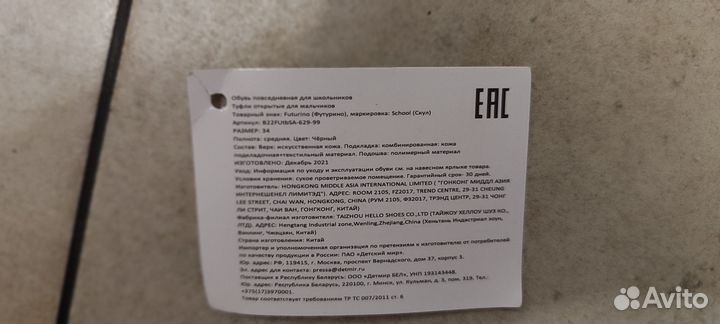 Обувь повседневная для школьников
Туфли открытые для мальчиков
Товарный знак: Futurino (Футурино), маркировка: School (Скул)
Артикул: B22FUtbSA-629-99
РАЗМЕР: 34
Полнота: средняя. Цвет: Чёрный
Состав: Верх: искусственная кожа. Подкладка: комбинированная: кожа
подкладочная+текстильный материал. Подошва: полимерный материал
ИЗГОТОВЛЕНО: Декабрь 2021
Уход: Информация по уходу и эксплуатации обуви см. на навесном ярлыке товара.
Условия хранения: сухое проветриваемое помещение. Гарантийный срок- 30 дней.
Изготовитель: HONGKONG MIDDLE ASIA INTERNATIONAL LIMITED ( "ГОНКОНГ МИДДЛ АЗИЯ
ИНТЕРНЕШЕНЕЛ ЛИМИТЭД"). АДРЕС: ROOM 2105, FZ2017, TREND CENTRE, 29-31 CHEUNG
LEE STREET, CHAI WAN, HONGKONG, CHINA (РУМ 2105, ФЗ2017, ТРЭНД ЦЕНТР, 29-31 ЧОНГ
ЛИ СТРИТ, ЧАИ ВАН, ГОНГКОНГ, КИТАЙ)
Фабрика-филиал изготовителя: TAIZHOU HELLO SHOES CO.,LTD (ТАЙЖОУ ХЕЛЛОУ ШУЗ КО.,
ЛТД). АДРЕС: Hengtang Industrial zone,Wenling,Zhejiang,China (Хеньтань Индастриал зоун,
Вэнлинг, Чжэцзян, Китай)
Страна изготовления: Китай
Импортер и уполномоченная организация по претензиям к изготовителю от потребителей
по качеству продукции в России: ПАО «Детский мир».
Юр. адрес: РФ, 119415, г. Москва, проспект Вернадского, дом 37, корпус 3.
Эл. адрес для контактов: pressa@detmir.ru
Поставщик в Республику Беларусь: ООО «Детмир БЕЛ», УНП 193143448.
Юр. адрес: Республика Беларусь, 220100, г. Минск, ул. Кульман, д. 3, пом. 319. Тел.:
+375(17)3970001.
Товар соответствует требованиям ТР ТС 007/2011 ст. 6
EAC
Avito